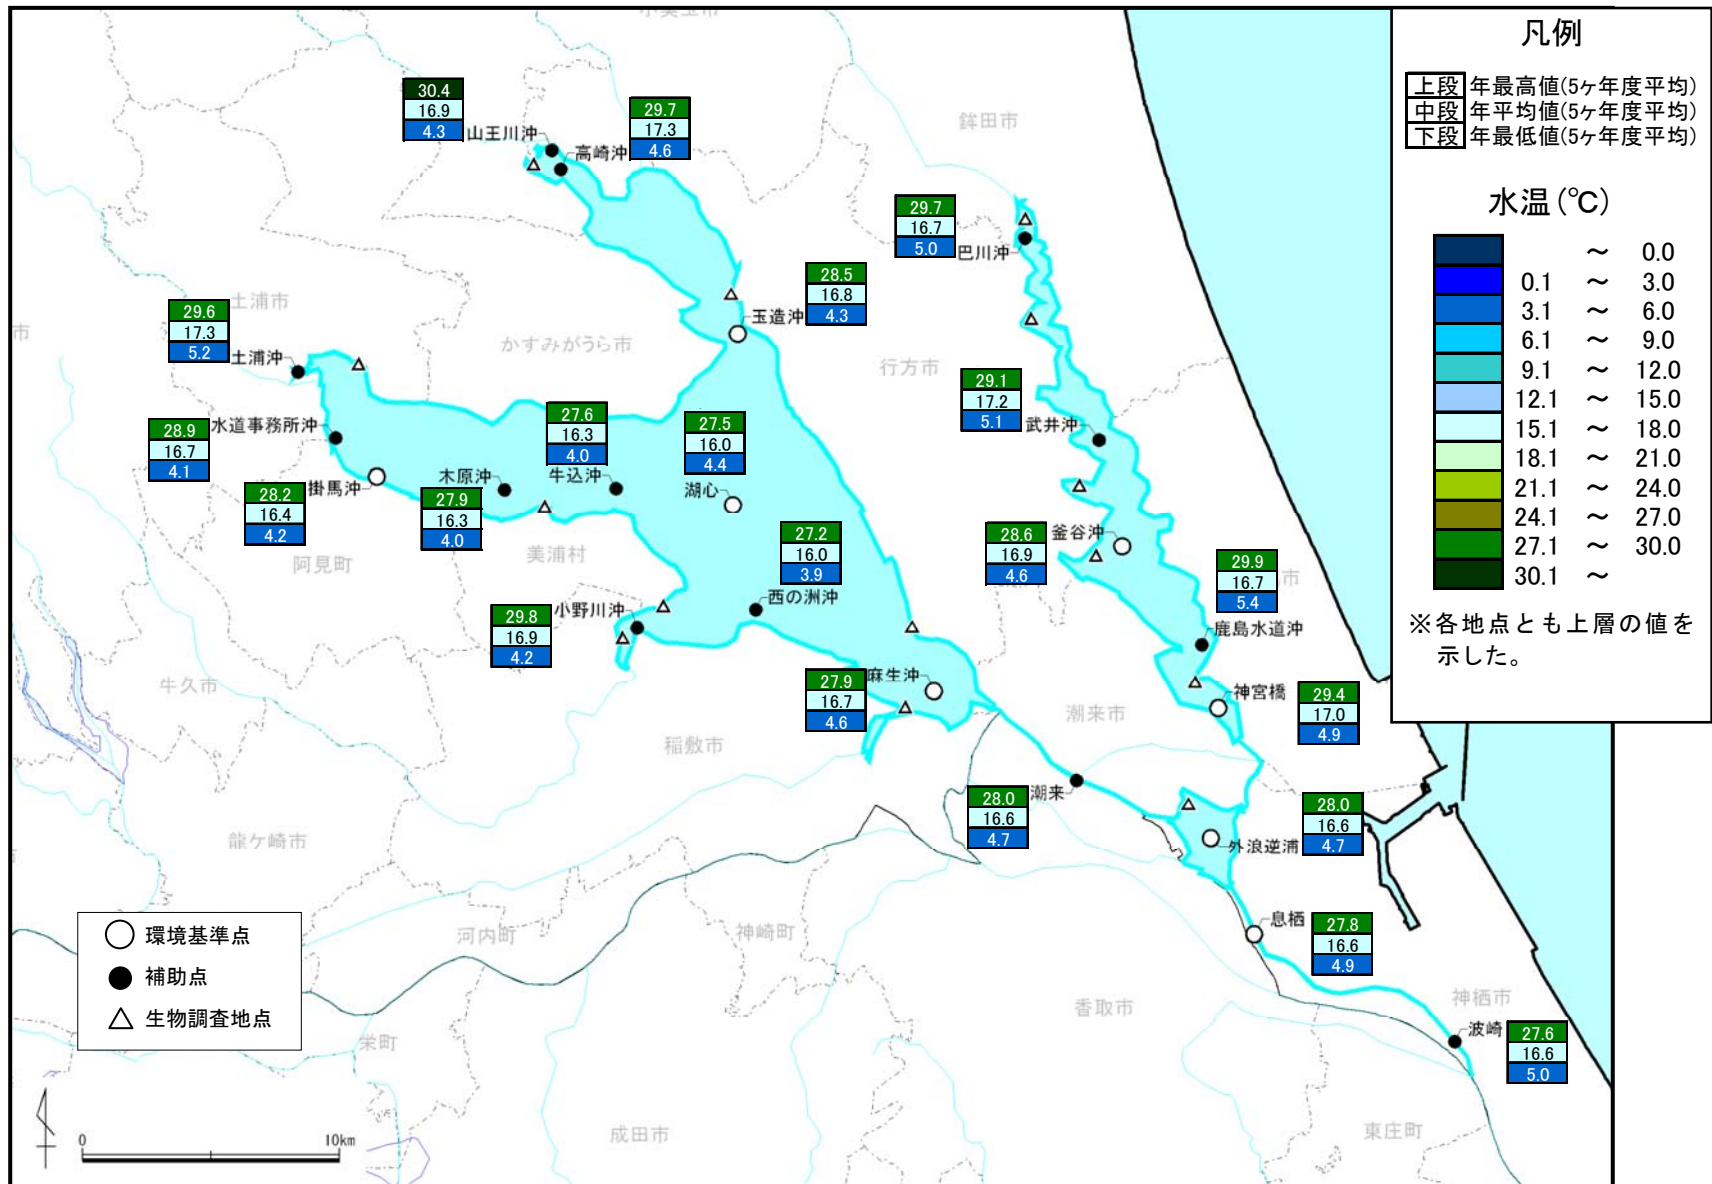 凡例
上段 年最高値(5ヶ年度平均)
中段 年平均値(5ヶ年度平均)
下段 年最低値(5ヶ年度平均)
水温(℃)
～ 0.0
0.1 ～ 3.0
3.1 ～ 6.0
6.1 ～ 9.0
9.1 ～ 12.0
12.1 ～ 15.0
15.1 ～ 18.0
18.1 ～ 21.0
21.1 ～ 24.0
24.1 ～ 27.0
27.1 ～ 30.0
30.1 ～
※各地点とも上層の値を
示した。
30.4
16.9
4.3
山王川沖
高崎沖
29.7
17.3
4.6
鉾田市
29.7
16.7
5.0
巴川沖
28.5
16.8
4.3
玉造沖
土浦市
29.6
17.3
5.2
土浦沖
市
かすみがうら市
行方市
29.1
17.2
5.1
武井沖
28.9
16.7
4.1
水道事務所沖
27.6
16.3
4.0
牛込沖
27.5
16.0
4.4
湖心
28.2
16.4
4.2
掛馬沖
木原沖
27.9
16.3
4.0
阿見町
美浦村
27.2
16.0
3.9
西の洲沖
28.6
16.9
4.6
釜谷沖
29.9
16.7
5.4
市
鹿島水道沖
29.8
16.9
4.2
小野川沖
牛久市
27.9
16.7
4.6
麻生沖
神宮橋
29.4
17.0
4.9
潮来市
稲敷市
28.0
16.6
4.7
潮来
28.0
16.6
4.7
外浪逆浦
龍ケ崎市
息栖
27.8
16.6
4.9
環境基準点
補助点
生物調査地点
河内町
神崎町
香取市
神栖市
波崎
27.6
16.6
5.0
栄町
成田市
東庄町
0 10km